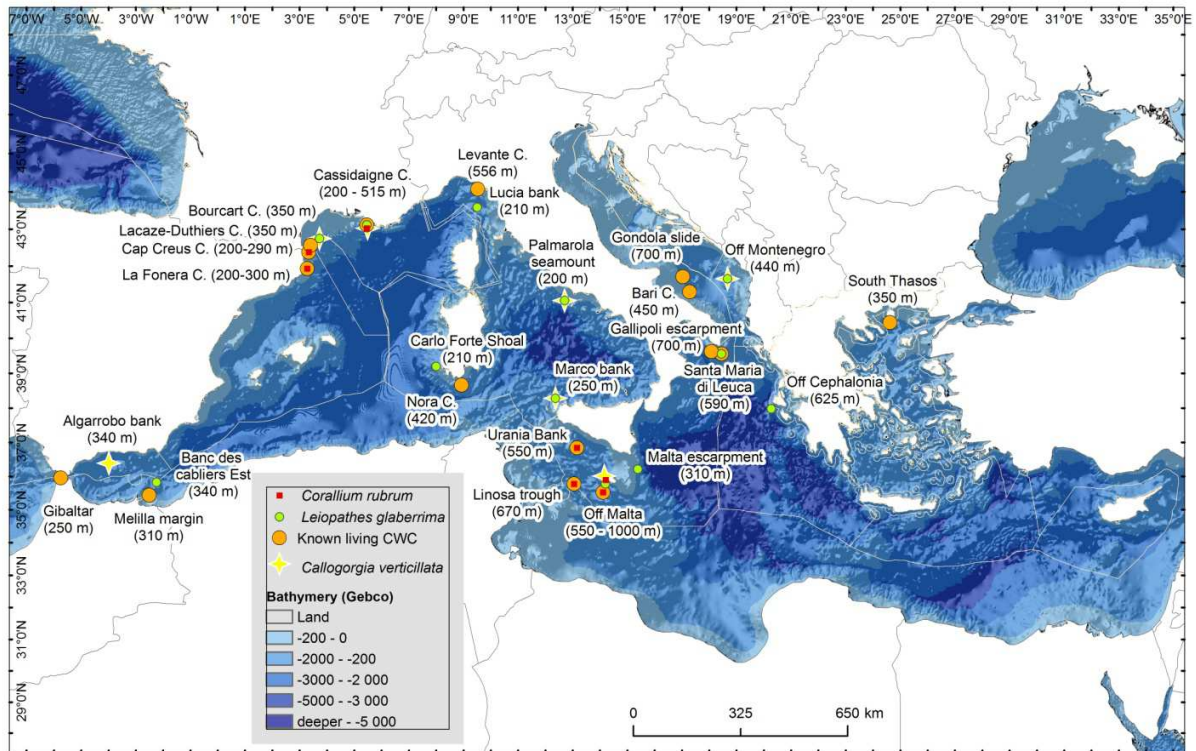 7°0'W 5°0'W 3°0'W 1°0'W 1°0'E 3°0'E 5°0'E 7°0'E 9°0'E 11°0'E 13°0'E 15°0'E 17°0'E 19°0'E 21°0'E 23°0'E 25°0'E 27°0'E 29°0'E 31°0'E 33°0'E 35°0'E
47°0'N
45°0'N
43°0'N
41°0'N
39°0'N
37°0'N
35°0'N
33°0'N
31°0'N
29°0'N
Levante C.
(556 m)
Cassidaigne C.
(200 - 515 m)
Lucia bank
(210 m)
Bourcart C. (350 m)
Lacaze-Duthiers C. (350 m)
Cap Creus C. (200-290 m)
La Fonera C. (200-300 m)
Palmarola
seamount
(200 m)
Gondola slide
(700 m)
Off Montenegro
(440 m)
Bari C.
(450 m)
South Thasos
(350 m)
Gallipoli escarpment
(700 m)
Carlo Forte Shoal
(210 m)
Nora C.
(420 m)
Marco bank
(250 m)
Santa Maria
di Leuca
(590 m)
Off Cephalonia
(625 m)
Algarrobo bank
(340 m)
Banc des
cabliers Est
(340 m)
Urania Bank
(550 m)
Malta escarpment
(310 m)
Gibaltar
(250 m)
Melilla margin
(310 m)
Linosa trough
(670 m)
Off Malta
(550 - 1000 m)
Corallium rubrum
Leiopathes glaberrima
Known living CWC
Callogorgia verticillata
Bathymery (Gebco)
Land
-200 - 0
-2000 - -200
-3000 - -2 000
-5000 - -3 000
deeper - -5 000
0 325 650 km